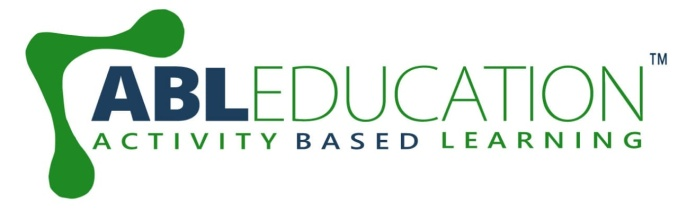 ABLEDUCATION™
ACTIVITY BASED LEARNING